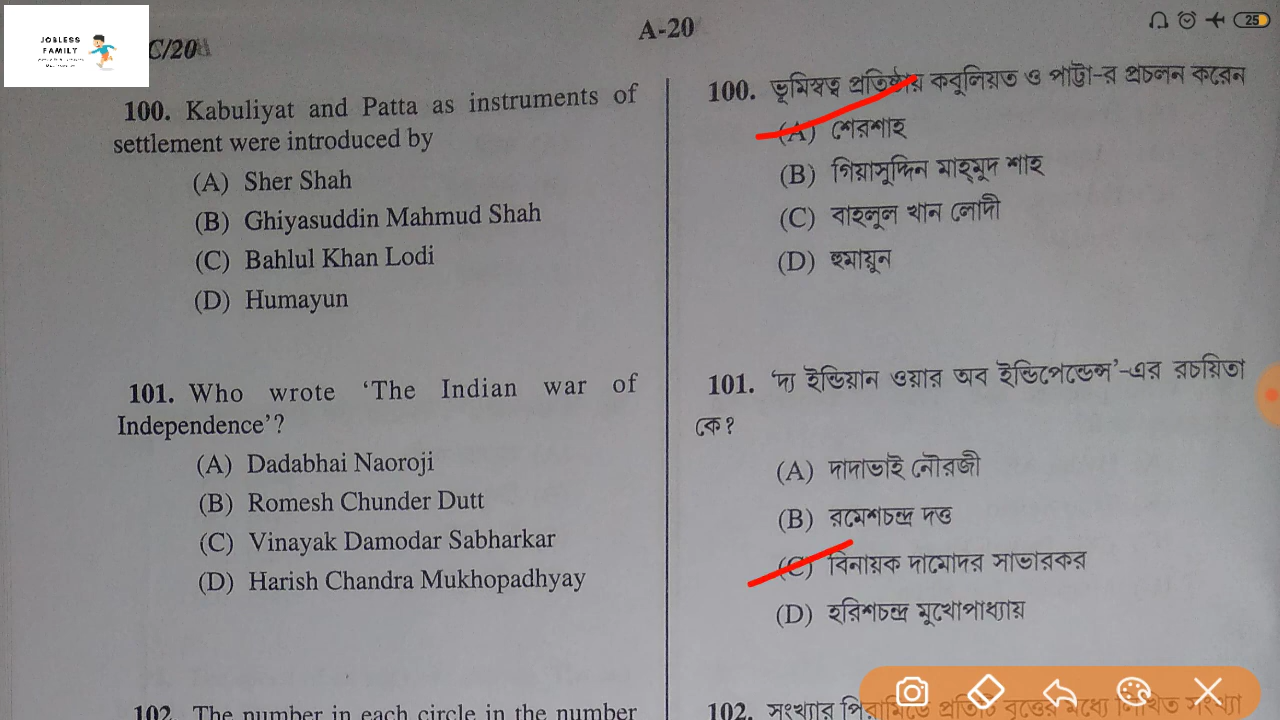 JOBLESS
FAMILY
C/20
A-20
25
100. Kabuliyat and Patta as instruments of
settlement were introduced by
(A) Sher Shah
(B) Ghiyasuddin Mahmud Shah
(C) Bahlul Khan Lodi
(D) Humayun
101. Who wrote ‘The Indian war of
Independence’?
(A) Dadabhai Naoroji
(B) Romesh Chunder Dutt
(C) Vinayak Damodar Sabharkar
(D) Harish Chandra Mukhopadhyay
102. The number in each circle in the number
100. ভূমিস্বত্ব প্রতিষ্ঠায় কবুলিয়ত ও পাট্টা-র প্রচলন করেন
(A) শেরশাহ
(B) গিয়াসুদ্দিন মাহ্‌মুদ শাহ
(C) বাহলুল খান লোদী
(D) হুমায়ুন
101. ‘দ্য ইন্ডিয়ান ওয়ার অব ইন্ডিপেন্ডেন্স’-এর রচয়িতা
কে?
(A) দাদাভাই নৌরজী
(B) রমেশচন্দ্র দত্ত
(C) বিনায়ক দামোদর সাভারকর
(D) হরিশচন্দ্র মুখোপাধ্যায়
102. সংখ্যার পিরামিডে প্রতিটি বৃত্তের মধ্যে লিখিত সংখ্যা